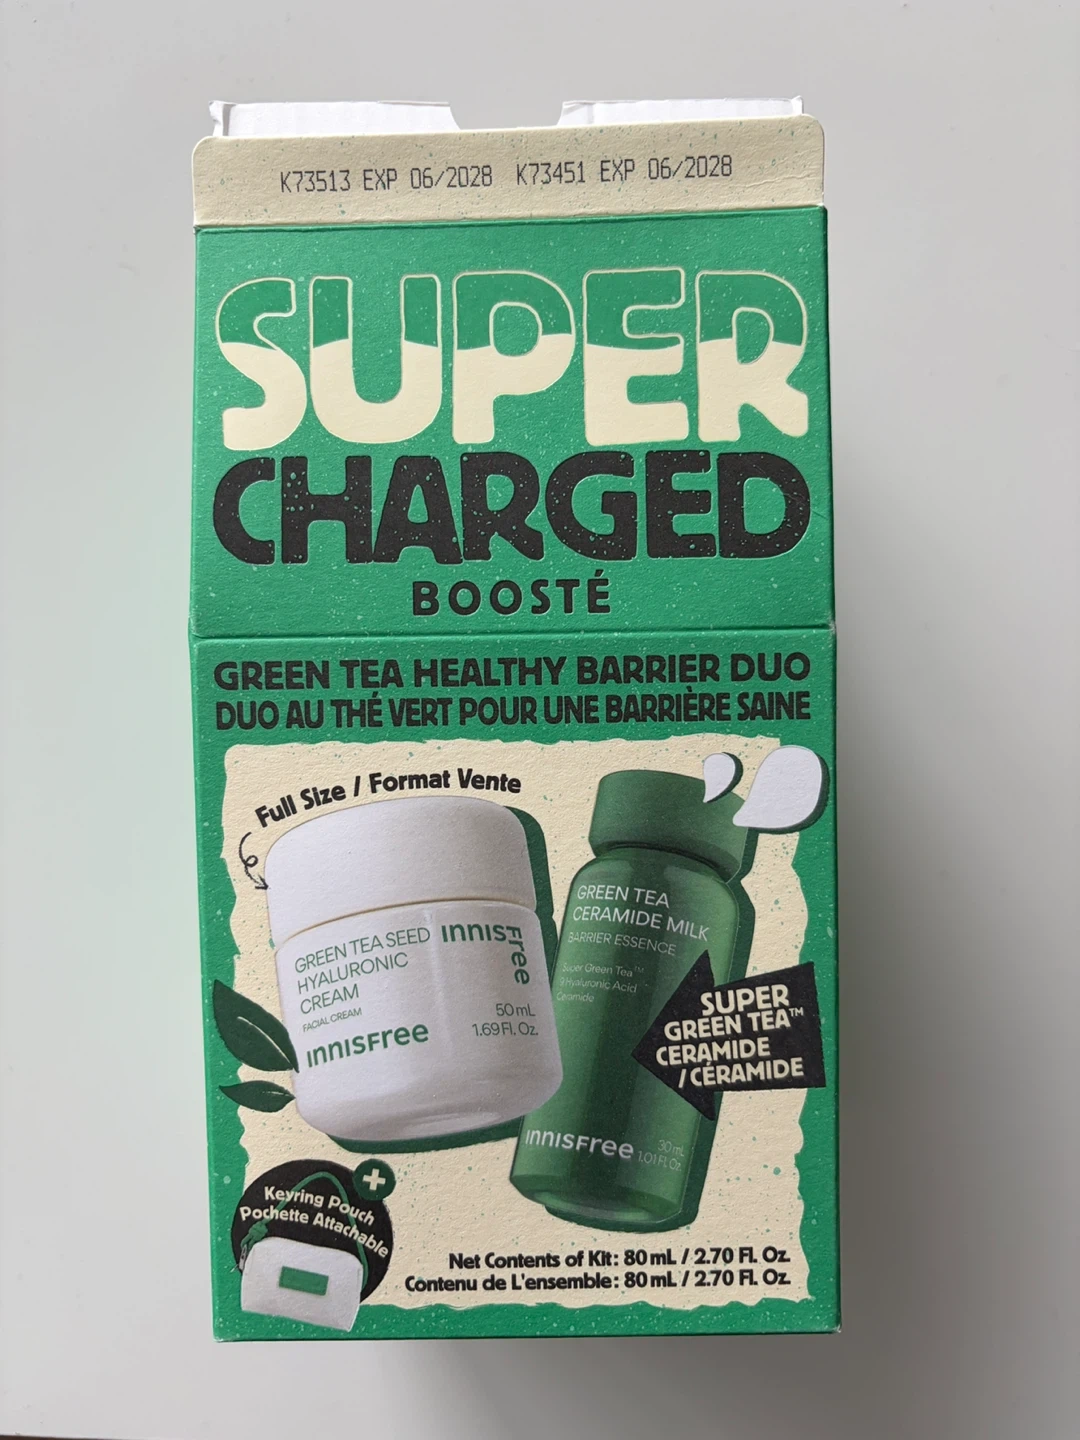 K73513 EXP 06/2028 K73451 EXP 06/2028
SUPER
CHARGED
BOOSTÉ
GREEN TEA HEALTHY BARRIER DUO
DUO AU THÉ VERT POUR UNE BARRIÈRE SAINE
Full Size / Format Vente
GREEN TEA SEED
HYALURONIC
CREAM
FACIAL CREAM
INNISFree
INNISFree
50 mL
1.69 Fl. Oz.
GREEN TEA
CERAMIDE MILK
BARRIER ESSENCE
Super Green Tea™
Hyaluronic Acid
Ceramide
INNISFree
30 mL
1.01 Fl. Oz.
SUPER
GREEN TEA™
CERAMIDE
/ CÉRAMIDE
+
Keyring Pouch
Pochette Attachable
Net Contents of Kit: 80 mL / 2.70 Fl. Oz.
Contenu de L'ensemble: 80 mL / 2.70 Fl. Oz.